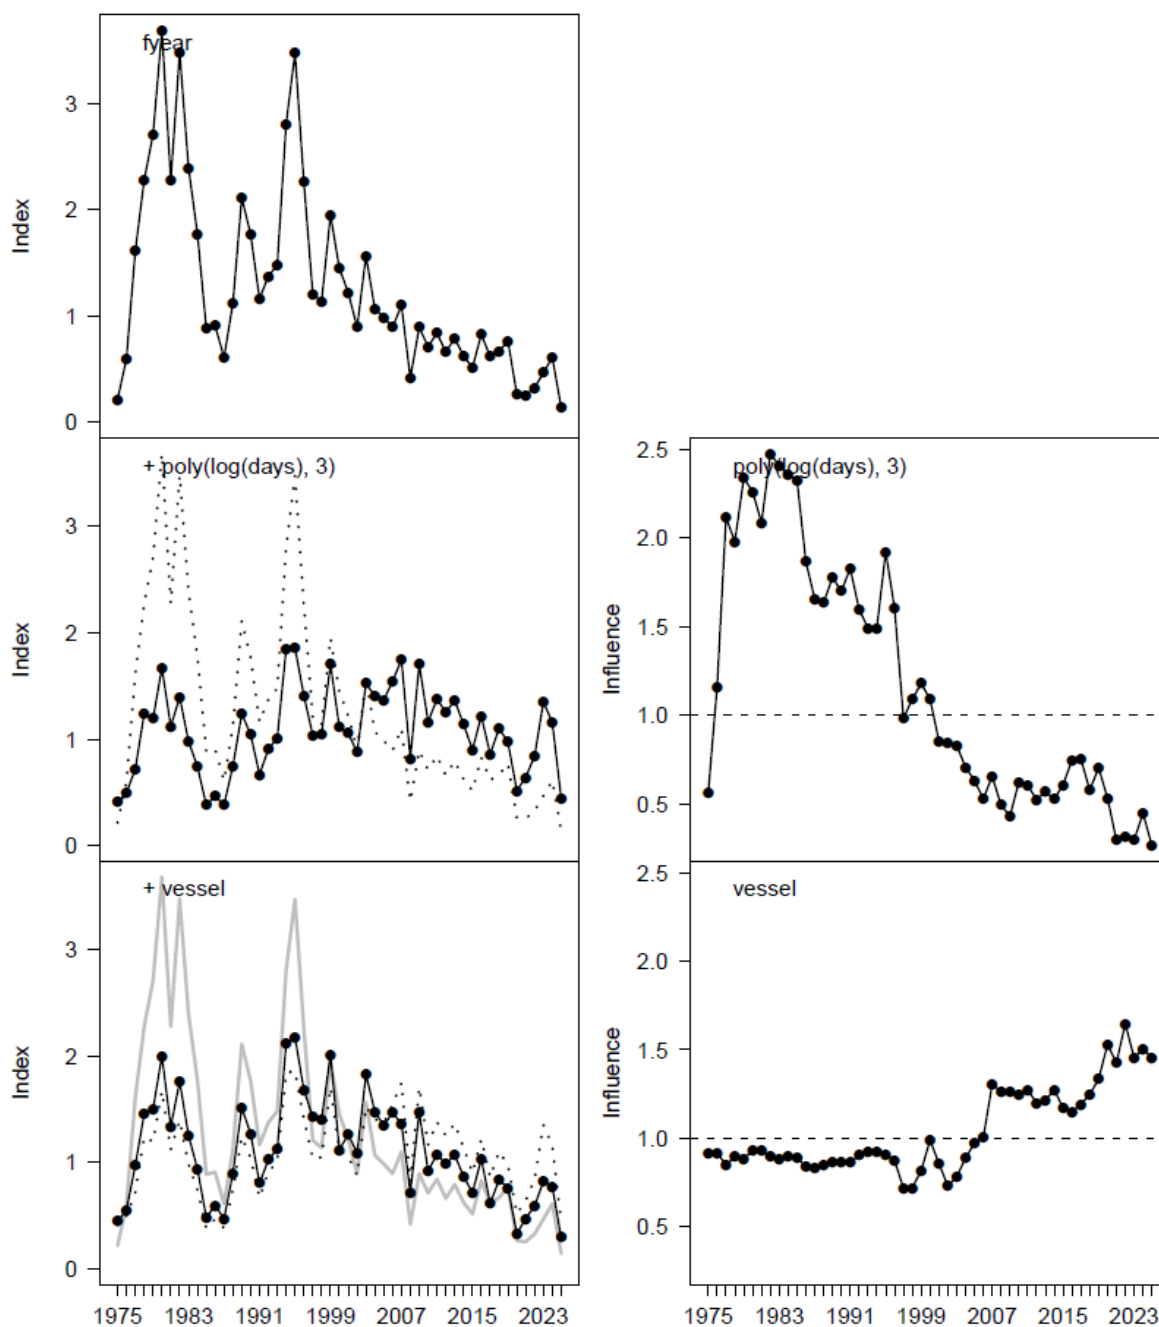 fyear
Index
3
2
1
0
+ poly(log(days), 3)
Index
3
2
1
0
poly(log(days), 3)
Influence
2.5
2.0
1.5
1.0
0.5
+ vessel
Index
3
2
1
0
1975 1983 1991 1999 2007 2015 2023
vessel
Influence
2.5
2.0
1.5
1.0
0.5
1975 1983 1991 1999 2007 2015 2023